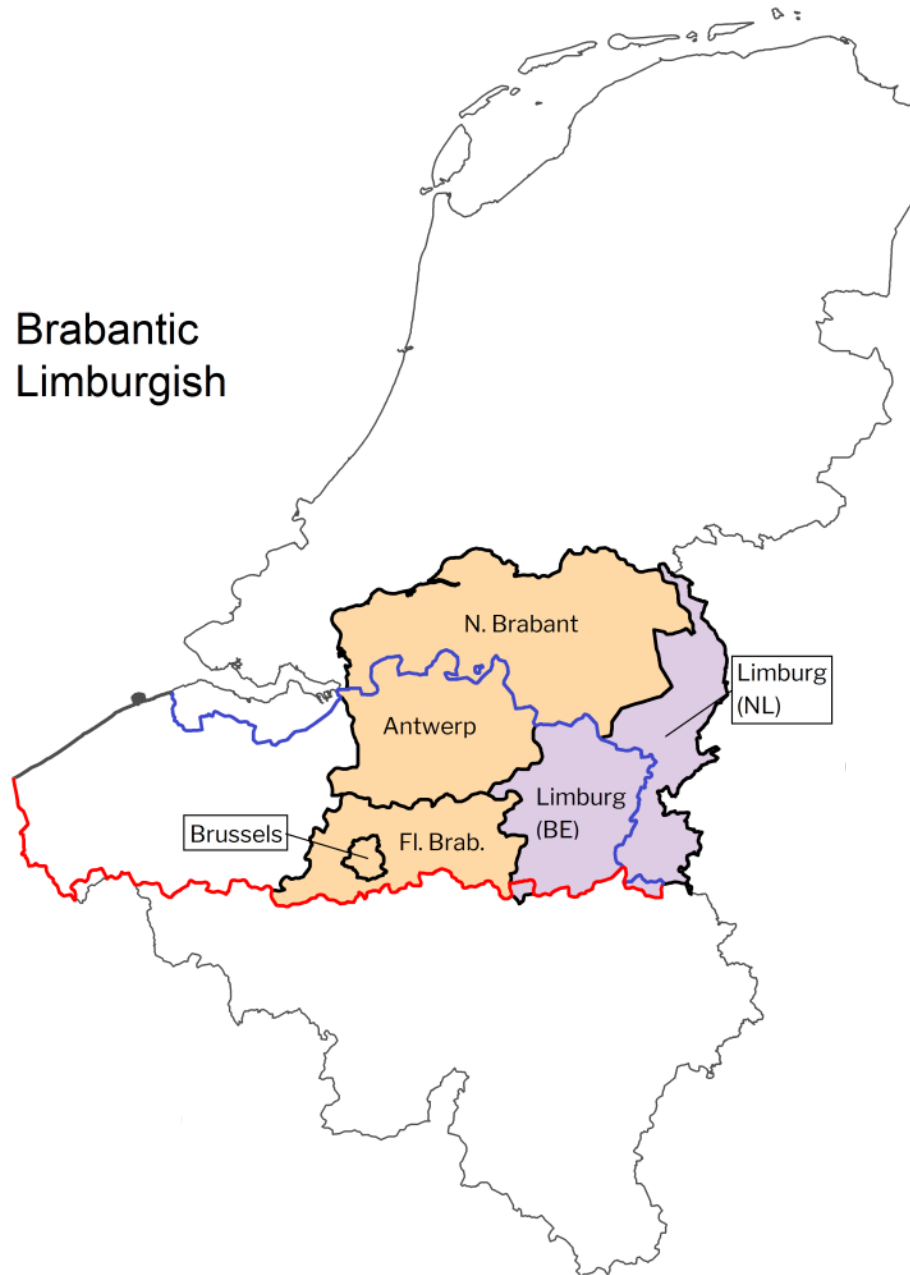 Brabantic
Limburgish
N. Brabant
Limburg
(NL)
Antwerp
Limburg
(BE)
Brussels
Fl. Brab.